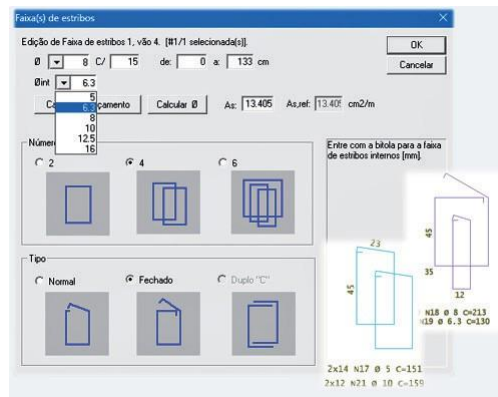 Faixa(s) de estribos
Edição de Faixa de estribos 1, vão 4. [#1/1 selecionada(s)].
Ø 8 C/ 15 de: 0 a: 133 cm
OK
Cancelar
Øint 6.3
5
6.3
8
10
12.5
16
Calcular Ø As: 13.405 As,ref: 13.405 cm2/m
Número
2 4 6
Entre com a bitola para a faixa
de estribos internos [mm].
Tipo
Normal Fechado Duplo "C"
23
45
2x14 N17 Ø 5 C=151
2x12 N21 Ø 10 C=159
45
35
12
N18 Ø 8 C=213
N19 Ø 6.3 C=130